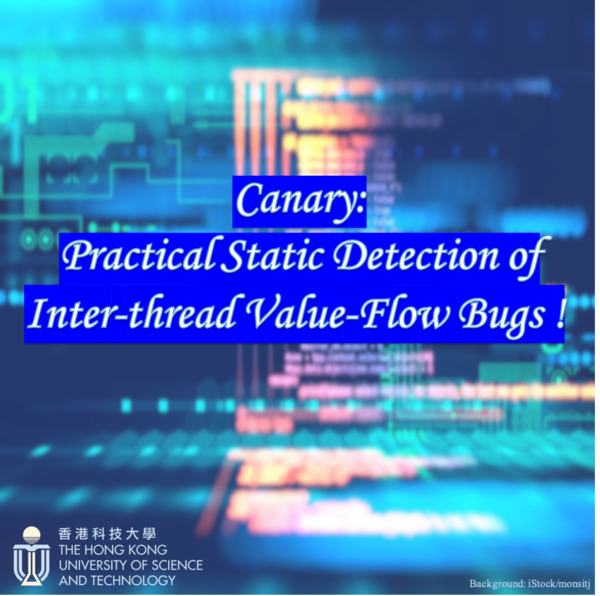 Canary:
Practical Static Detection of
Inter-thread Value-Flow Bugs !
香港科技大學
THE HONG KONG
UNIVERSITY OF SCIENCE
AND TECHNOLOGY
Background: iStock/monsitj